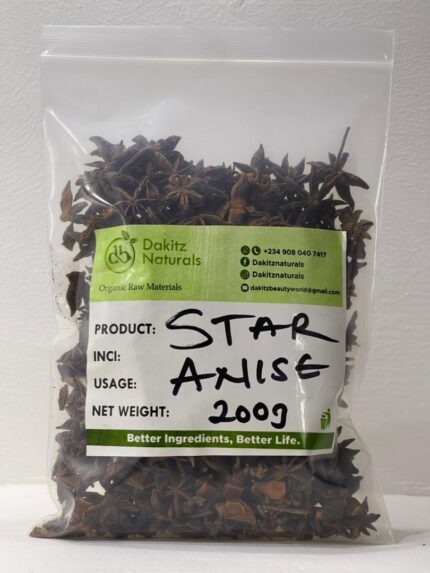 db
Dakitz
Naturals
Organic Raw Materials
+234 908 040 7417
Dakitznaturals
Dakitznaturals
dakitzbeautyworld@gmail.com
PRODUCT: STAR
INCI:
USAGE: ANISE
NET WEIGHT: 200g
Better Ingredients, Better Life.